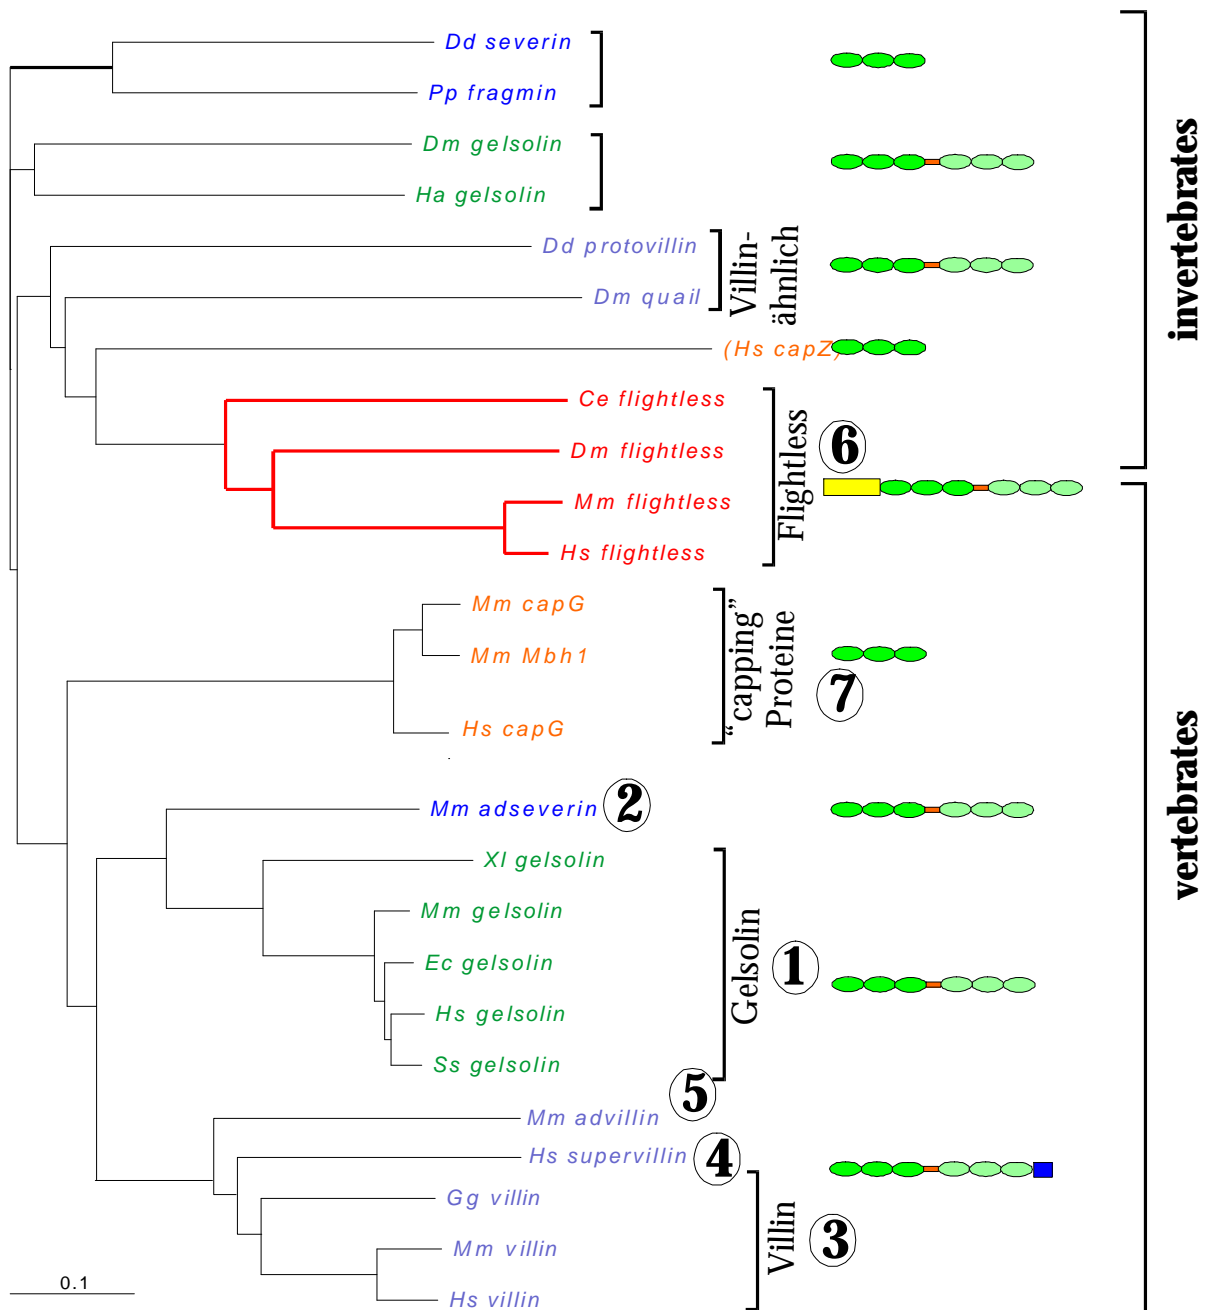 Dd severin
Pp fragmin
Dm gelsolin
Ha gelsolin
Dd protovillin
Dm quail
Villin-
ähnlich
(Hs capZ)
invertebrates
Ce flightless
Dm flightless
Mm flightless
Hs flightless
Flightless
6
Mm capG
Mm Mbh1
Hs capG
“capping”
Proteine
7
vertebrates
Mm adseverin
2
Xl gelsolin
Mm gelsolin
Ec gelsolin
Hs gelsolin
Ss gelsolin
Gelsolin
1
Mm advillin
5
Hs supervillin
4
Gg villin
Mm villin
Hs villin
Villin
3
0.1